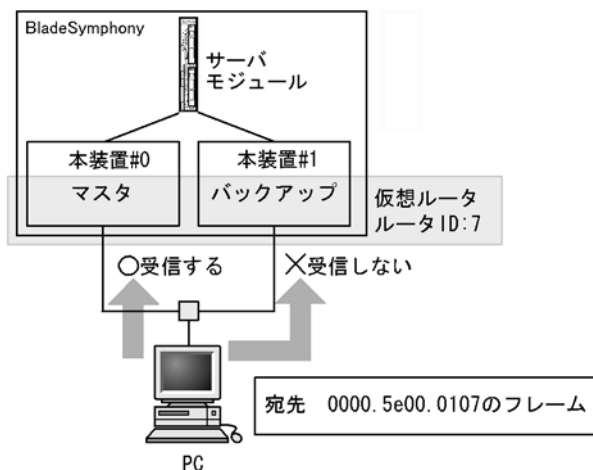 BladeSymphony
サーバ
モジュール
本装置#0
マスタ
本装置#1
バックアップ
仮想ルータ
ルータID:7
○受信する
×受信しない
宛先　0000.5e00.0107のフレーム
PC